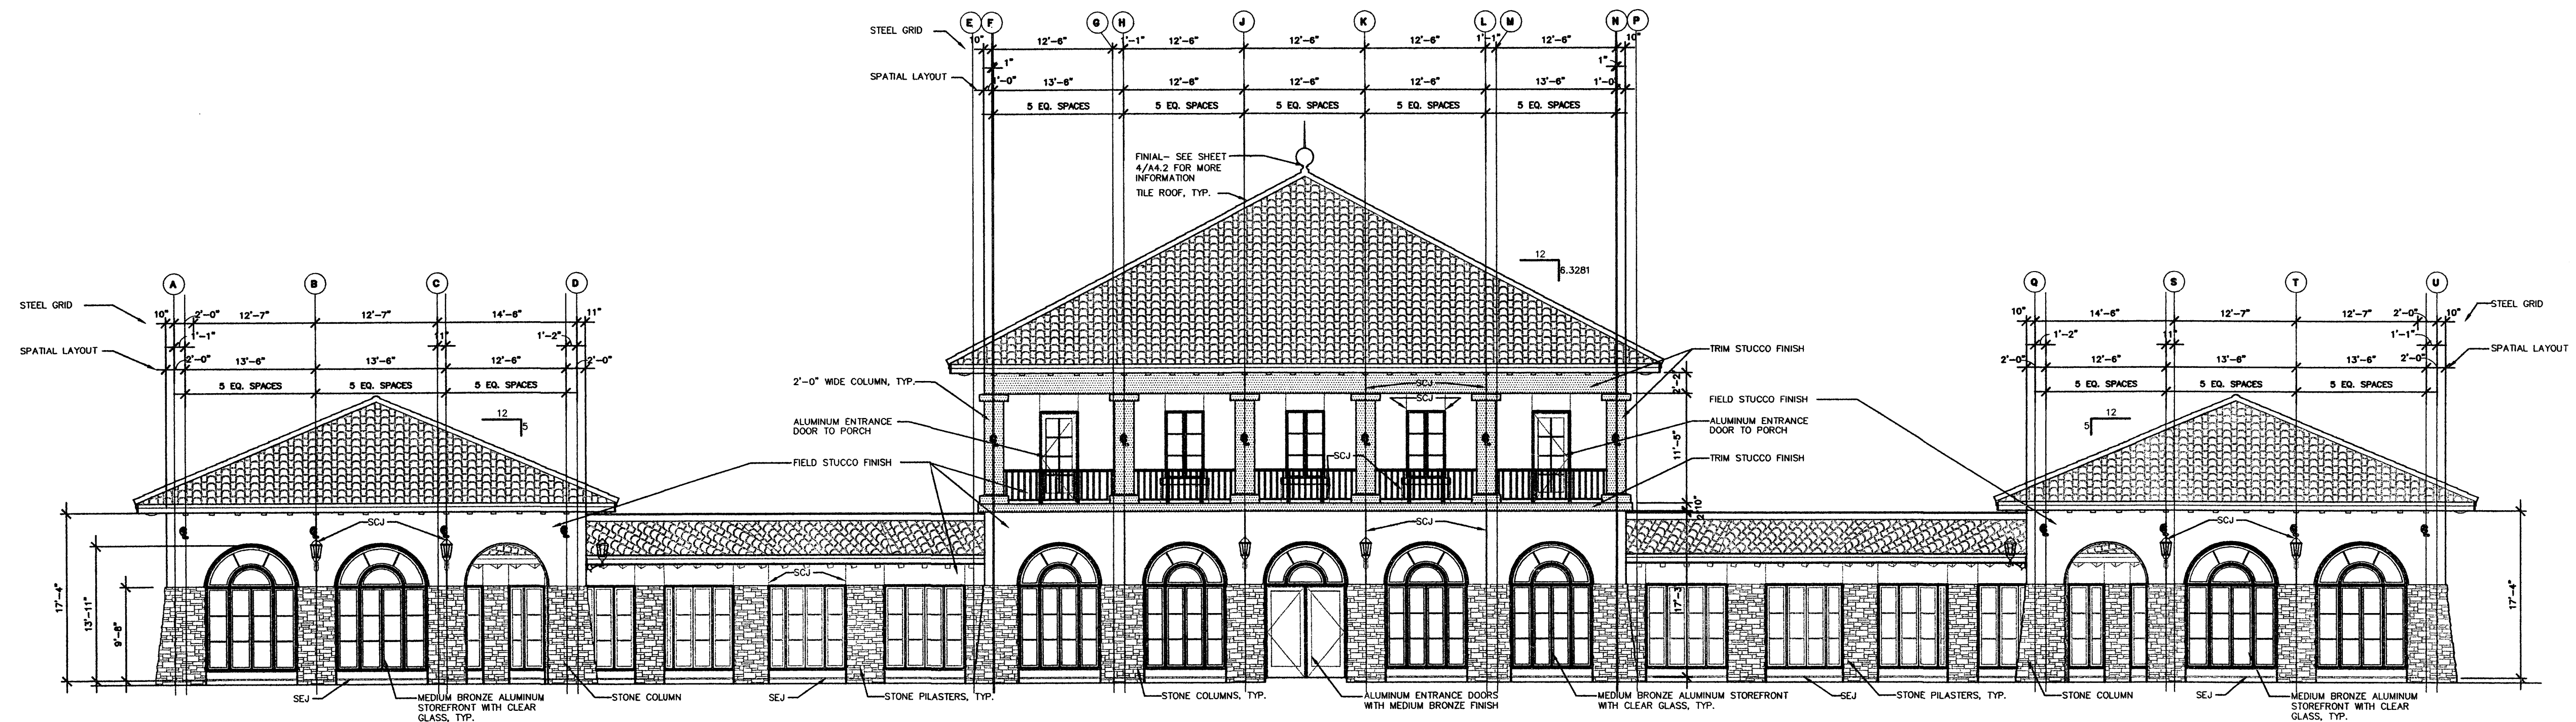 E F G H J K L M N P
STEEL GRID
10" 12'-6" 1'-1" 12'-6" 12'-6" 12'-6" 1'-1" 12'-6" 10"
1" 1"
SPATIAL LAYOUT
1'-0" 13'-6" 12'-6" 12'-6" 12'-6" 13'-6" 1'-0"
5 EQ. SPACES 5 EQ. SPACES 5 EQ. SPACES 5 EQ. SPACES 5 EQ. SPACES
FINIAL- SEE SHEET
4/A4.2 FOR MORE
INFORMATION
TILE ROOF, TYP.
12
6.3281
A B C D
STEEL GRID
10" 2'-0" 12'-7" 12'-7" 14'-6" 11"
1'-1" 11" 1'-2"
SPATIAL LAYOUT
2'-0" 13'-6" 13'-6" 12'-6" 2'-0"
5 EQ. SPACES 5 EQ. SPACES 5 EQ. SPACES
12
5
Q S T U
10" 14'-6" 12'-7" 12'-7" 2'-0" 10"
STEEL GRID
1'-2" 11" 1'-1"
2'-0" 12'-6" 13'-6" 13'-6" 2'-0"
SPATIAL LAYOUT
5 EQ. SPACES 5 EQ. SPACES 5 EQ. SPACES
12
5
TRIM STUCCO FINISH
2'-0" WIDE COLUMN, TYP.
SCJ
2'-2"
SCJ
FIELD STUCCO FINISH
ALUMINUM ENTRANCE
DOOR TO PORCH
ALUMINUM ENTRANCE
DOOR TO PORCH
11'-5"
SCJ
TRIM STUCCO FINISH
FIELD STUCCO FINISH
2'-10"
SCJ
SCJ
SCJ
SCJ
17'-4"
13'-11"
9'-8"
17'-3"
17'-4"
SEJ
MEDIUM BRONZE ALUMINUM
STOREFRONT WITH CLEAR
GLASS, TYP.
STONE COLUMN
SEJ
STONE PILASTERS, TYP.
STONE COLUMNS, TYP.
ALUMINUM ENTRANCE DOORS
WITH MEDIUM BRONZE FINISH
MEDIUM BRONZE ALUMINUM STOREFRONT
WITH CLEAR GLASS, TYP.
SEJ
STONE PILASTERS, TYP.
STONE COLUMN
SEJ
MEDIUM BRONZE ALUMINUM
STOREFRONT WITH CLEAR
GLASS, TYP.